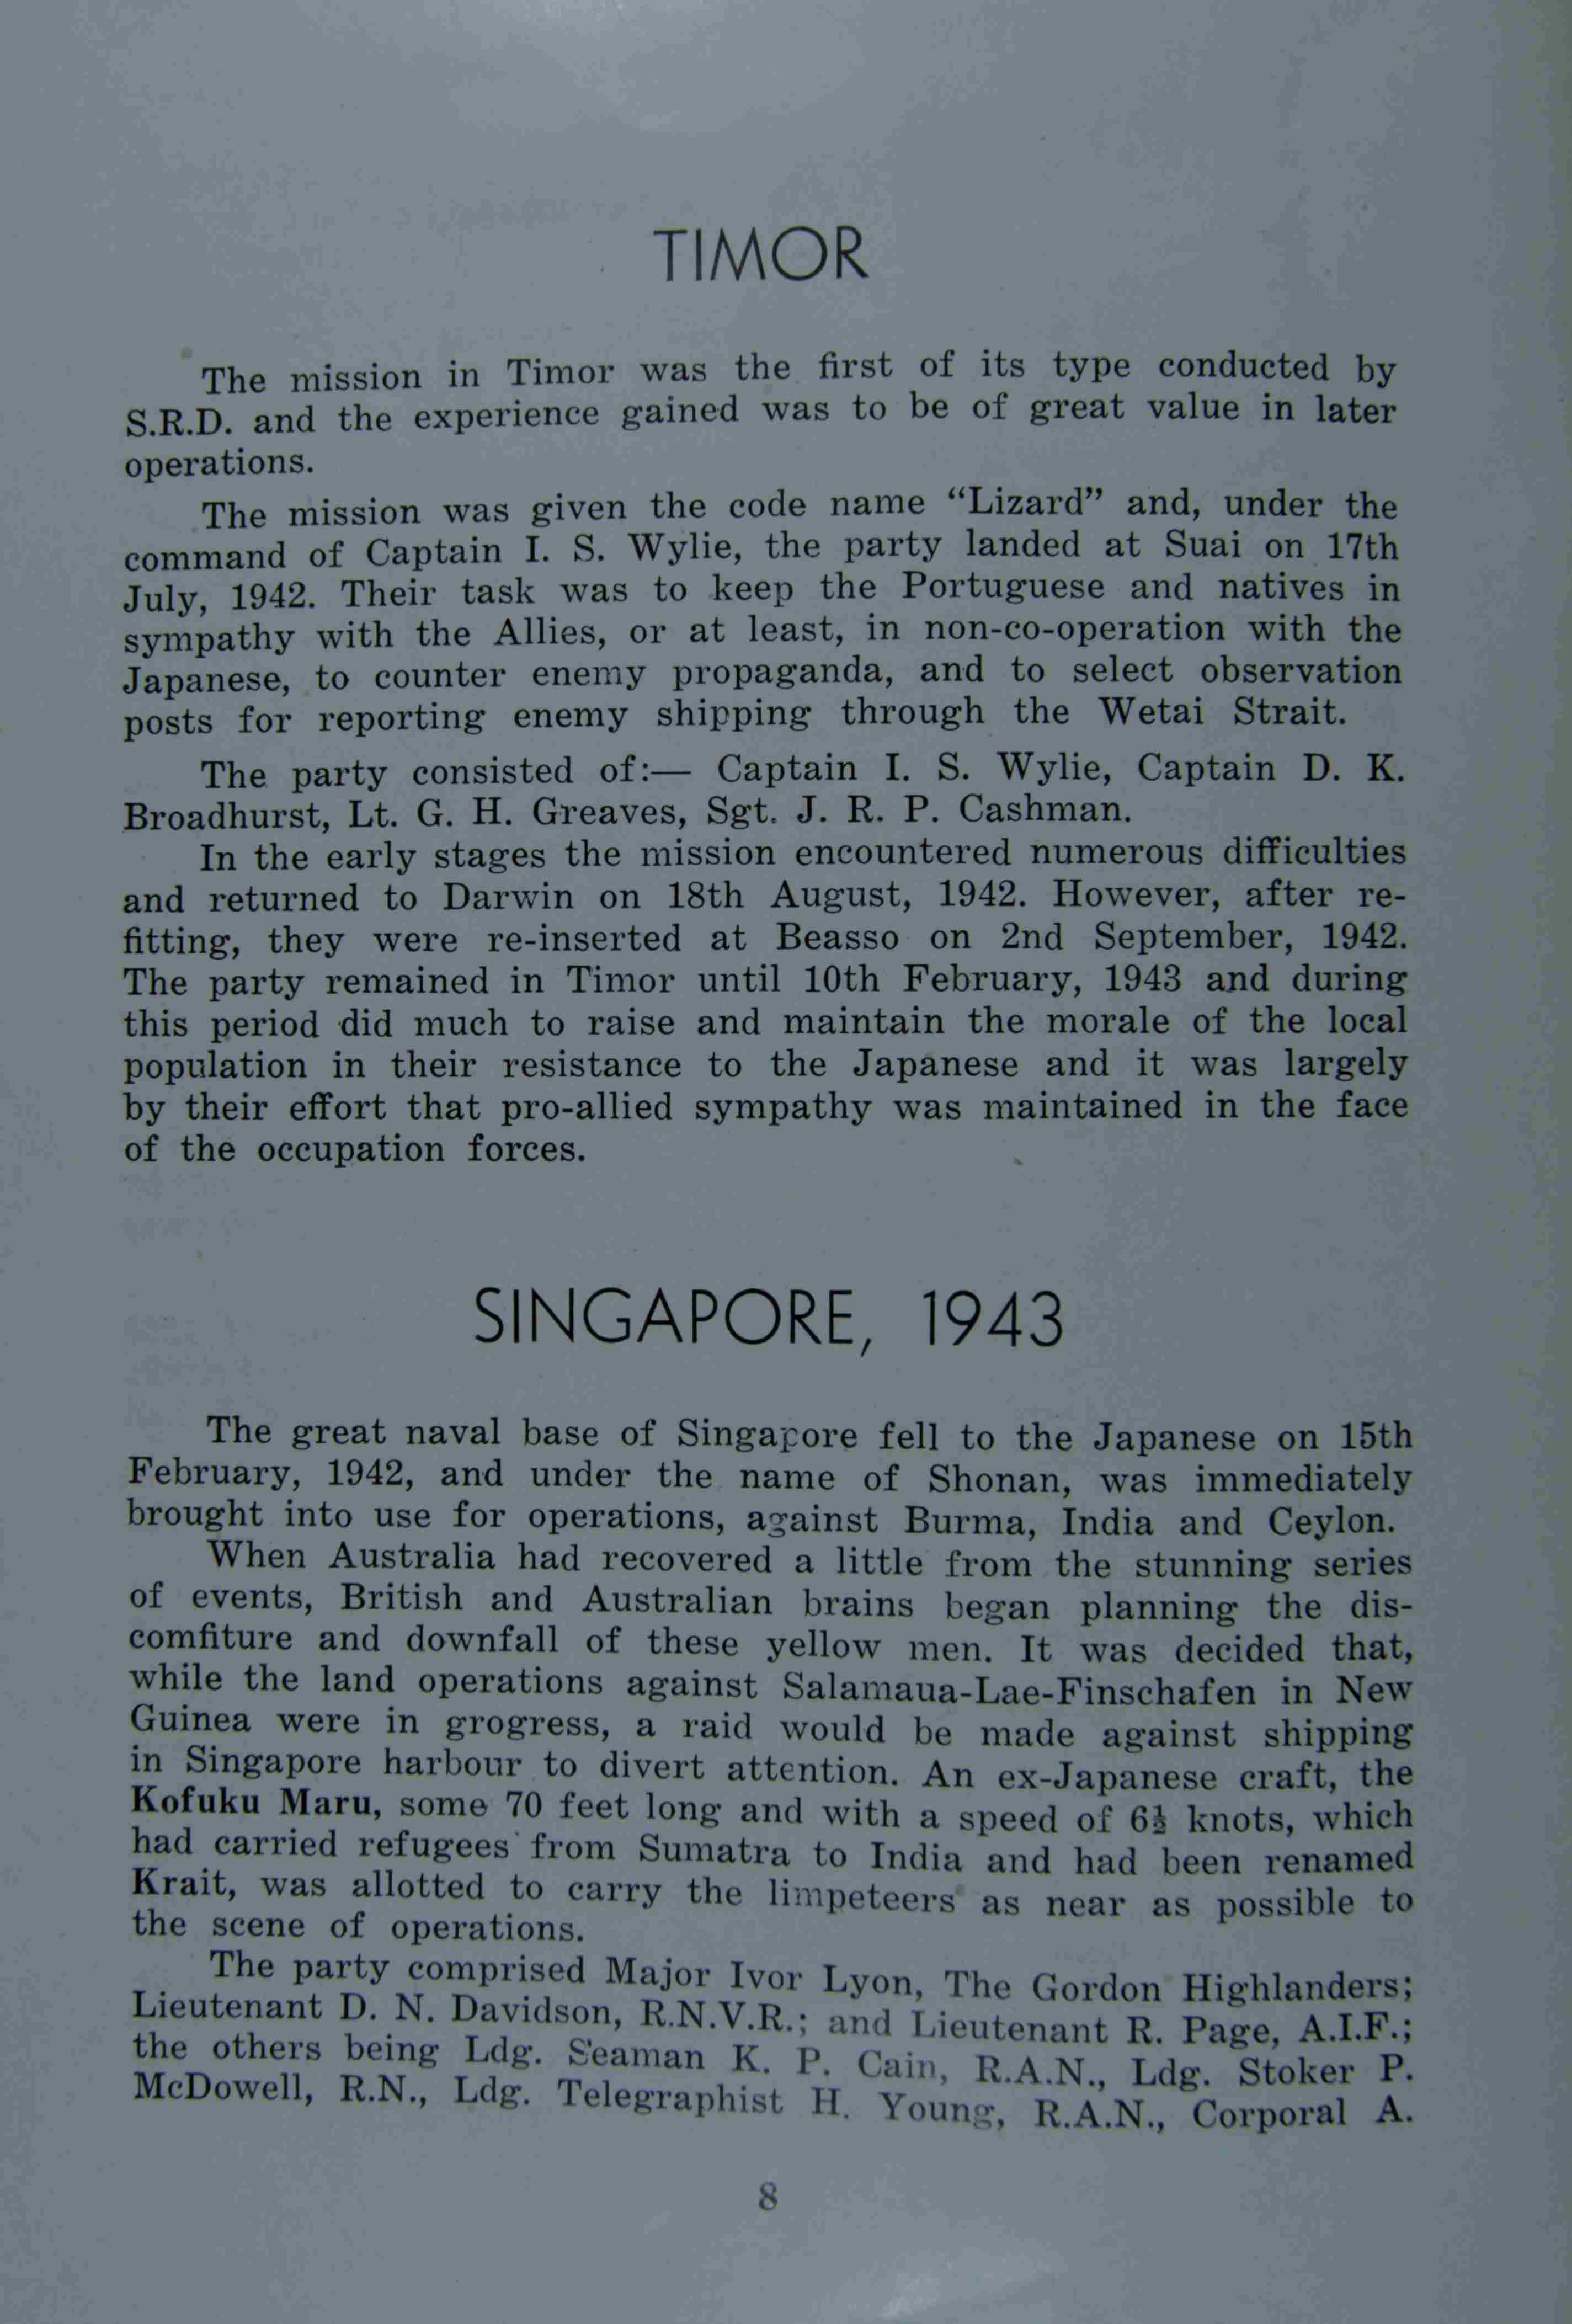 TIMOR
The mission in Timor was the first of its type conducted by
S.R.D. and the experience gained was to be of great value in later
operations.
The mission was given the code name “Lizard” and, under the
command of Captain I. S. Wylie, the party landed at Suai on 17th
July, 1942. Their task was to keep the Portuguese and natives in
sympathy with the Allies, or at least, in non-co-operation with the
Japanese, to counter enemy propaganda, and to select observation
posts for reporting enemy shipping through the Wetai Strait.
The party consisted of:— Captain I. S. Wylie, Captain D. K.
Broadhurst, Lt. G. H. Greaves, Sgt. J. R. P. Cashman.
In the early stages the mission encountered numerous difficulties
and returned to Darwin on 18th August, 1942. However, after re-
fitting, they were re-inserted at Beasso on 2nd September, 1942.
The party remained in Timor until 10th February, 1943 and during
this period did much to raise and maintain the morale of the local
population in their resistance to the Japanese and it was largely
by their effort that pro-allied sympathy was maintained in the face
of the occupation forces.
SINGAPORE, 1943
The great naval base of Singapore fell to the Japanese on 15th
February, 1942, and under the name of Shonan, was immediately
brought into use for operations, against Burma, India and Ceylon.
When Australia had recovered a little from the stunning series
of events, British and Australian brains began planning the dis-
comfiture and downfall of these yellow men. It was decided that,
while the land operations against Salamaua-Lae-Finschafen in New
Guinea were in grogress, a raid would be made against shipping
in Singapore harbour to divert attention. An ex-Japanese craft, the
Kofuku Maru, some 70 feet long and with a speed of 6½ knots, which
had carried refugees from Sumatra to India and had been renamed
Krait, was allotted to carry the limpeteers as near as possible to
the scene of operations.
The party comprised Major Ivor Lyon, The Gordon Highlanders;
Lieutenant D. N. Davidson, R.N.V.R.; and Lieutenant R. Page, A.I.F.;
the others being Ldg. Seaman K. P. Cain, R.A.N., Ldg. Stoker P.
McDowell, R.N., Ldg. Telegraphist H. Young, R.A.N., Corporal A.
8